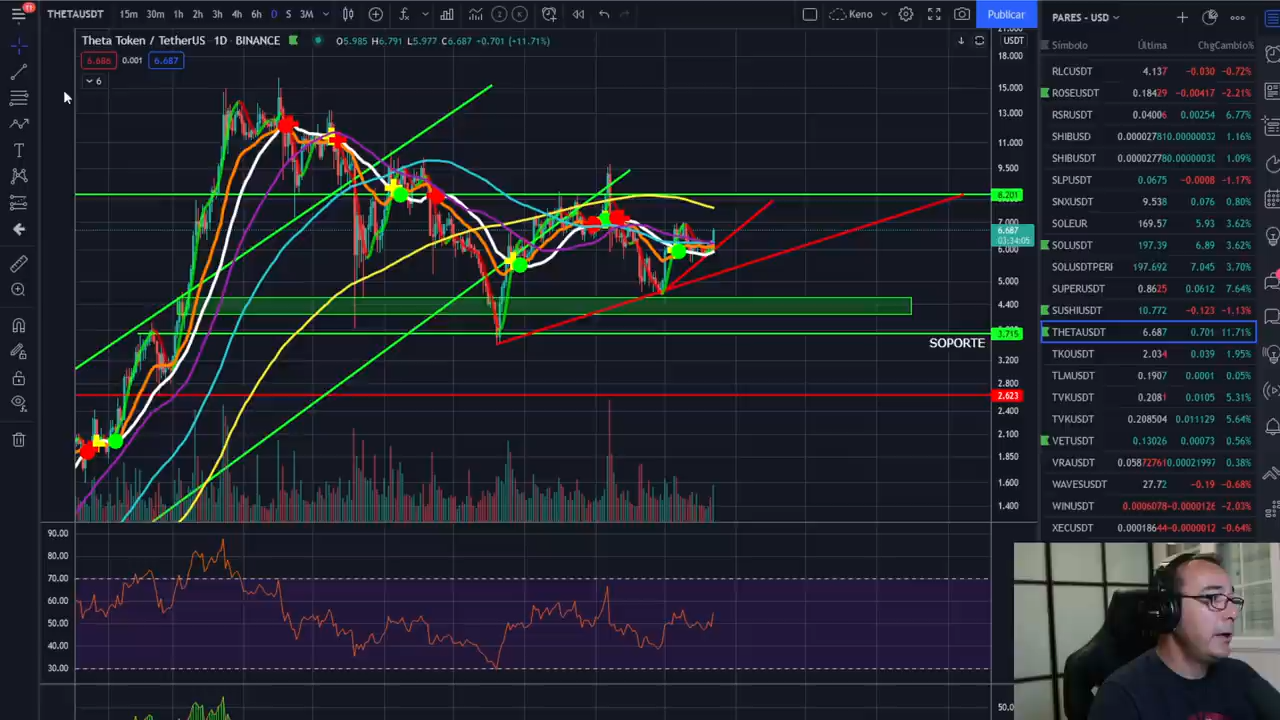 11
THETAUSDT 15m 30m 1h 2h 3h 4h 6h D S 3M Keno Publicar
PARES - USD
Theta Token / TetherUS · 1D · BINANCE O5.985 H6.791 L5.977 C6.687 +0.701 (+11.71%)
6.686 0.001 6.687
6
USDT
18.000
15.000
13.000
11.000
9.500
8.201
7.000
6.687
03:34:05
6.000
5.000
4.400
3.715
SOPORTE
3.200
2.800
2.623
2.400
2.100
1.850
1.600
1.400
90.00
80.00
70.00
60.00
50.00
40.00
30.00
50.0
Símbolo Última Chg Cambio%
RLCUSDT 4.137 -0.030 -0.72%
ROSEUSDT 0.18429 -0.00417 -2.21%
RSRUSDT 0.04006 0.00254 6.77%
SHIBUSD 0.00002781 0.00000032 1.16%
SHIBUSDT 0.00002778 0.00000030 1.09%
SLPUSDT 0.0675 -0.0008 -1.17%
SNXUSDT 9.538 0.076 0.80%
SOLEUR 169.57 5.93 3.62%
SOLUSDT 197.39 6.89 3.62%
SOLUSDTPERI 197.692 7.045 3.70%
SUPERUSDT 0.8625 0.0612 7.64%
SUSHIUSDT 10.772 -0.123 -1.13%
THETAUSDT 6.687 0.701 11.71%
TKOUSDT 2.034 0.039 1.95%
TLMUSDT 0.1907 0.0001 0.05%
TVKUSDT 0.2081 0.0105 5.31%
TVKUSDT 0.208504 0.011129 5.64%
VETUSDT 0.13026 0.00073 0.56%
VRAUSDT 0.05872761 0.00021997 0.38%
WAVESUSDT 27.72 -0.19 -0.68%
WINUSDT 0.0006078 -0.0000126 -2.03%
XECUSDT 0.00018644 -0.0000012 -0.64%